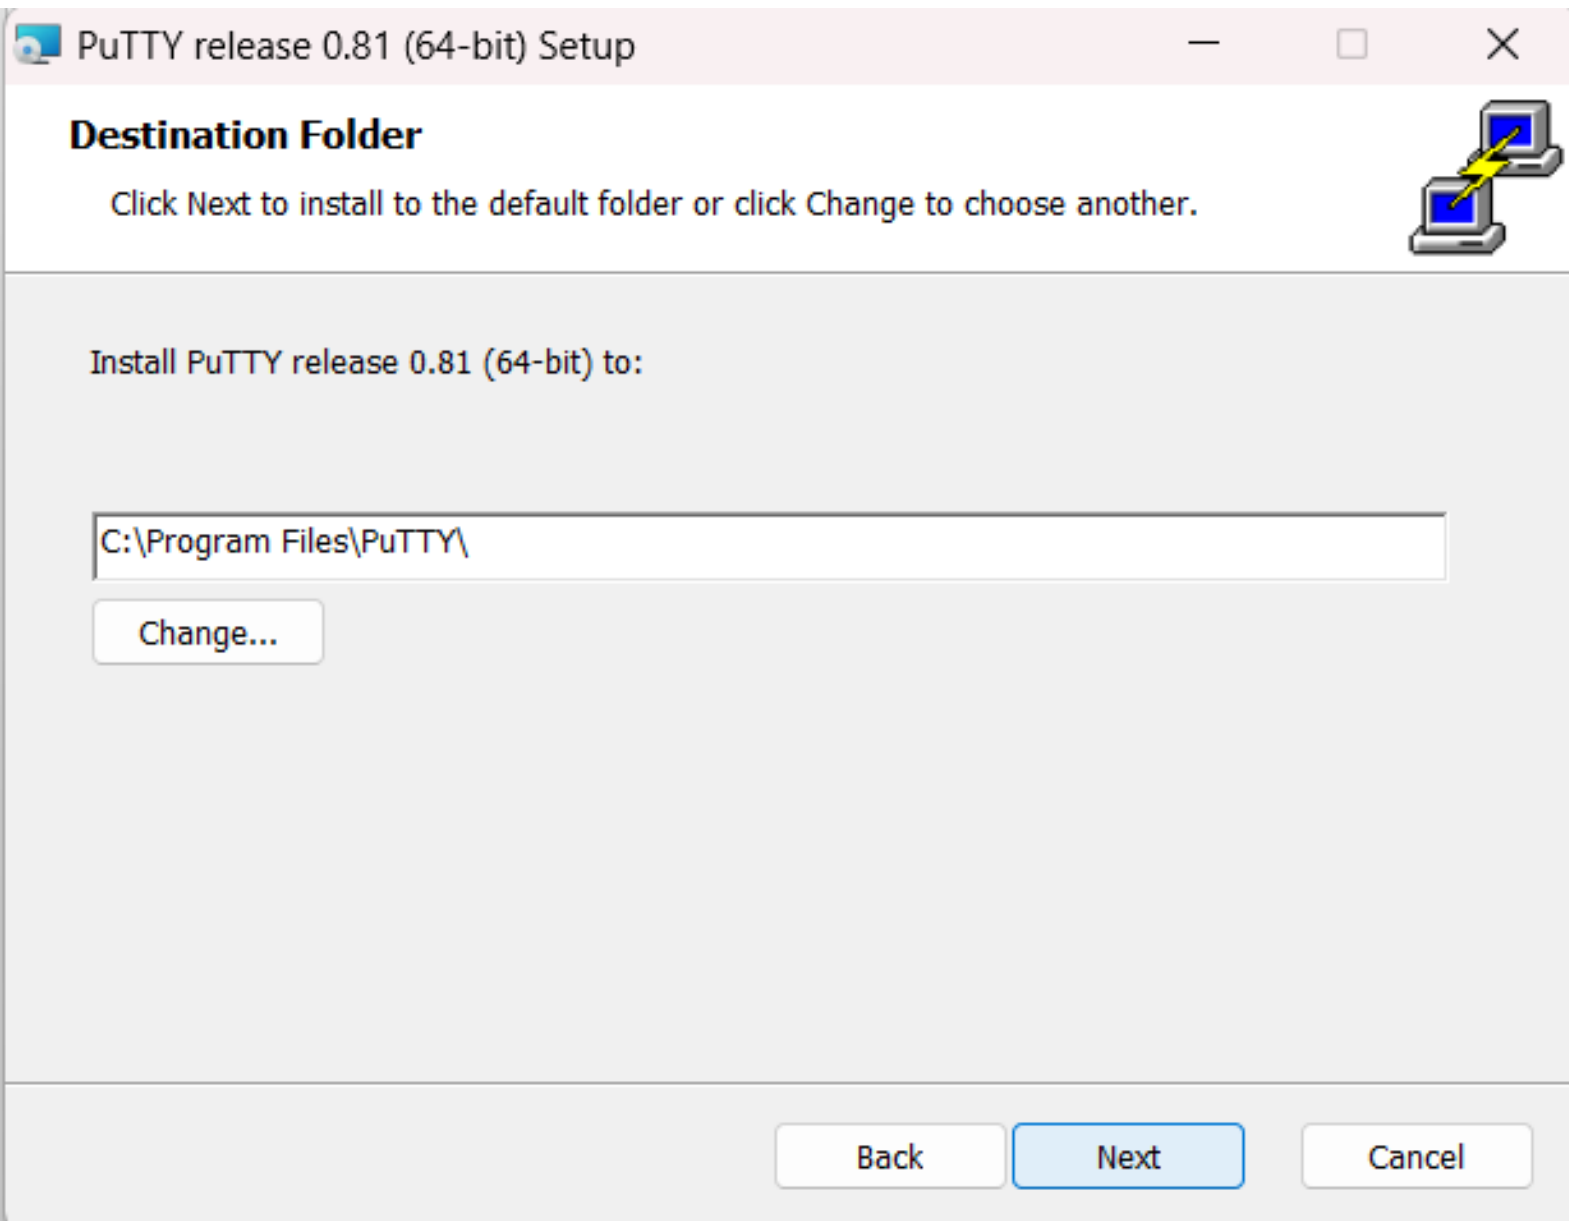 PuTTY release 0.81 (64-bit) Setup
Destination Folder
Click Next to install to the default folder or click Change to choose another.
Install PuTTY release 0.81 (64-bit) to:
C:\Program Files\PuTTY\
Change...
Back
Next
Cancel